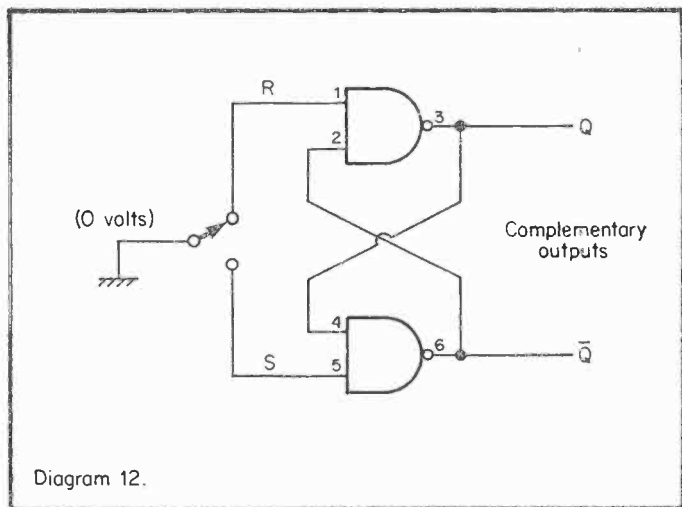 R
1
2
3
Q
(0 volts)
Complementary
outputs
4
5
6
Q̅
S
Diagram 12.